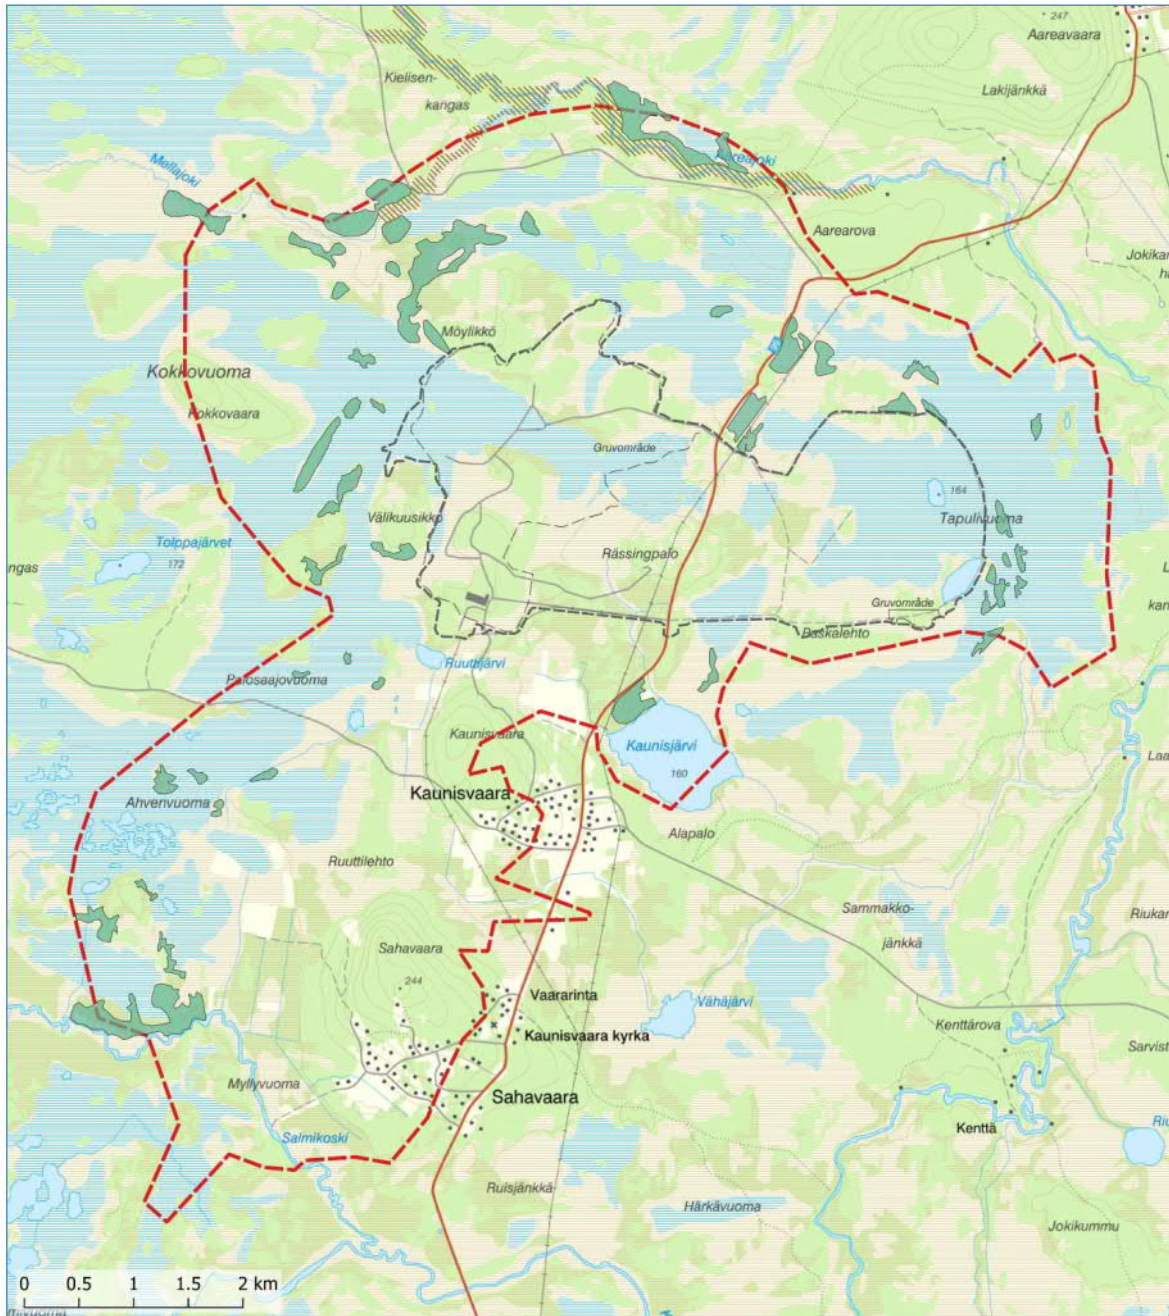 247
Aareavaara
Kielisen-
kangas
Lakijänkkä
Mellajoki
Aareajoki
Aarearova
Möylikkö
Kokkovuoma
Kokkovaara
Gruvområde
164
Tapulivuoma
Välikuusikko
Tolppajärvet
172
ngas
Rässingpalo
Gruvområde
Baskalehto
Ruuttijärvi
Palosaajovuoma
Kaunisvaara
Kaunisjärvi
160
Kaunisvaara
Ahvenvuoma
Alapalo
Ruuttilehto
Sammakko-
jänkkä
Riukar
Sahavaara
244
Vaararinta
Vähäjärvi
Kaunisvaara kyrka
Kenttärova
Sarvist
Myllyvuoma
Sahavaara
Kenttä
Salmikoski
Ruisjänkkä
Härkävuoma
Jokikummu
0 0.5 1 1.5 2 km